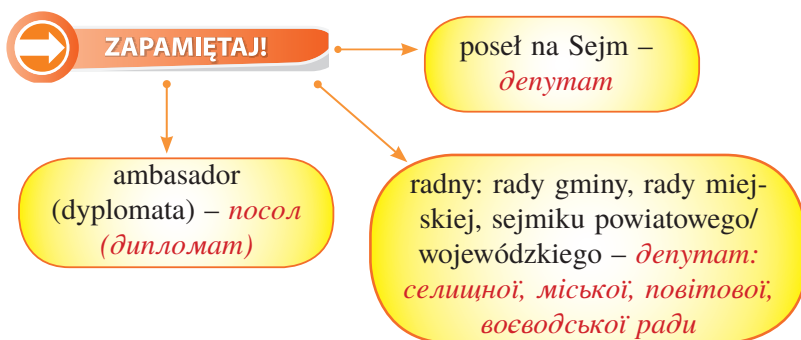 ZAPAMIĘTAJ!
poseł na Sejm –
депутат
ambasador
(dyplomata) – посол
(дипломат)
radny: rady gminy, rady miej-
skiej, sejmiku powiatowego/
wojewódzkiego – депутат:
селищної, міської, повітової,
воєводської ради